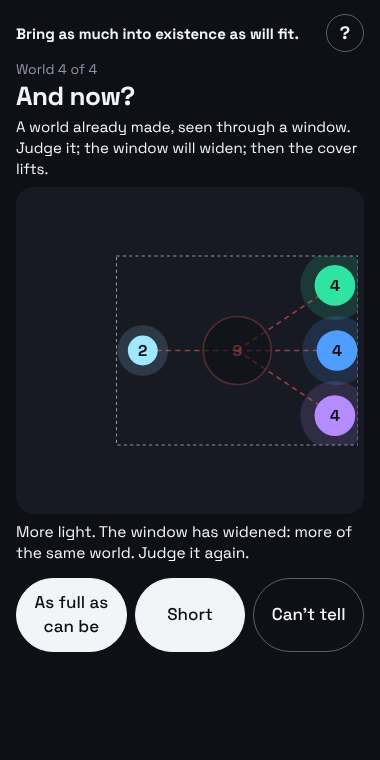 Bring as much into existence as will fit.
?
World 4 of 4
And now?
A world already made, seen through a window.
Judge it; the window will widen; then the cover
lifts.
4
2
9
4
4
More light. The window has widened: more of
the same world. Judge it again.
As full as
can be
Short
Can't tell